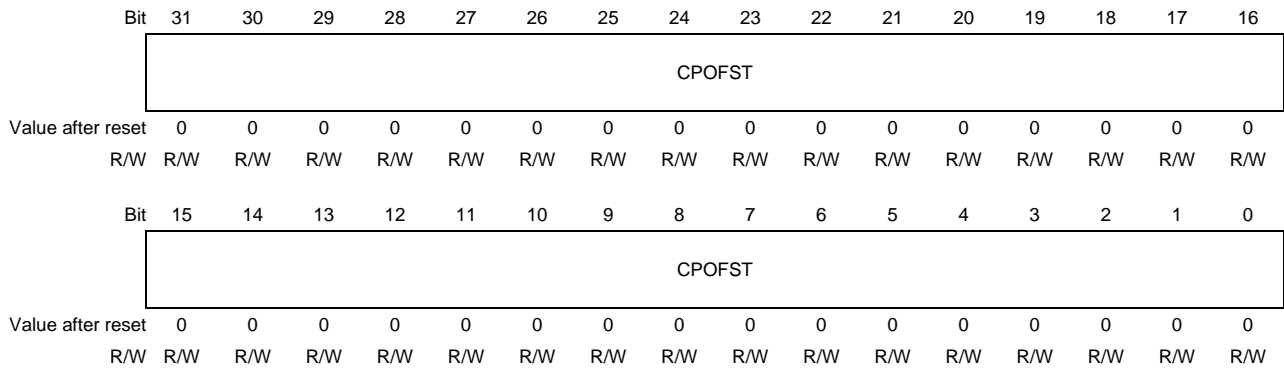 Bit 31 30 29 28 27 26 25 24 23 22 21 20 19 18 17 16
CPOFST
Value after reset 0 0 0 0 0 0 0 0 0 0 0 0 0 0 0 0
R/W R/W R/W R/W R/W R/W R/W R/W R/W R/W R/W R/W R/W R/W R/W R/W R/W
Bit 15 14 13 12 11 10 9 8 7 6 5 4 3 2 1 0
CPOFST
Value after reset 0 0 0 0 0 0 0 0 0 0 0 0 0 0 0 0
R/W R/W R/W R/W R/W R/W R/W R/W R/W R/W R/W R/W R/W R/W R/W R/W R/W